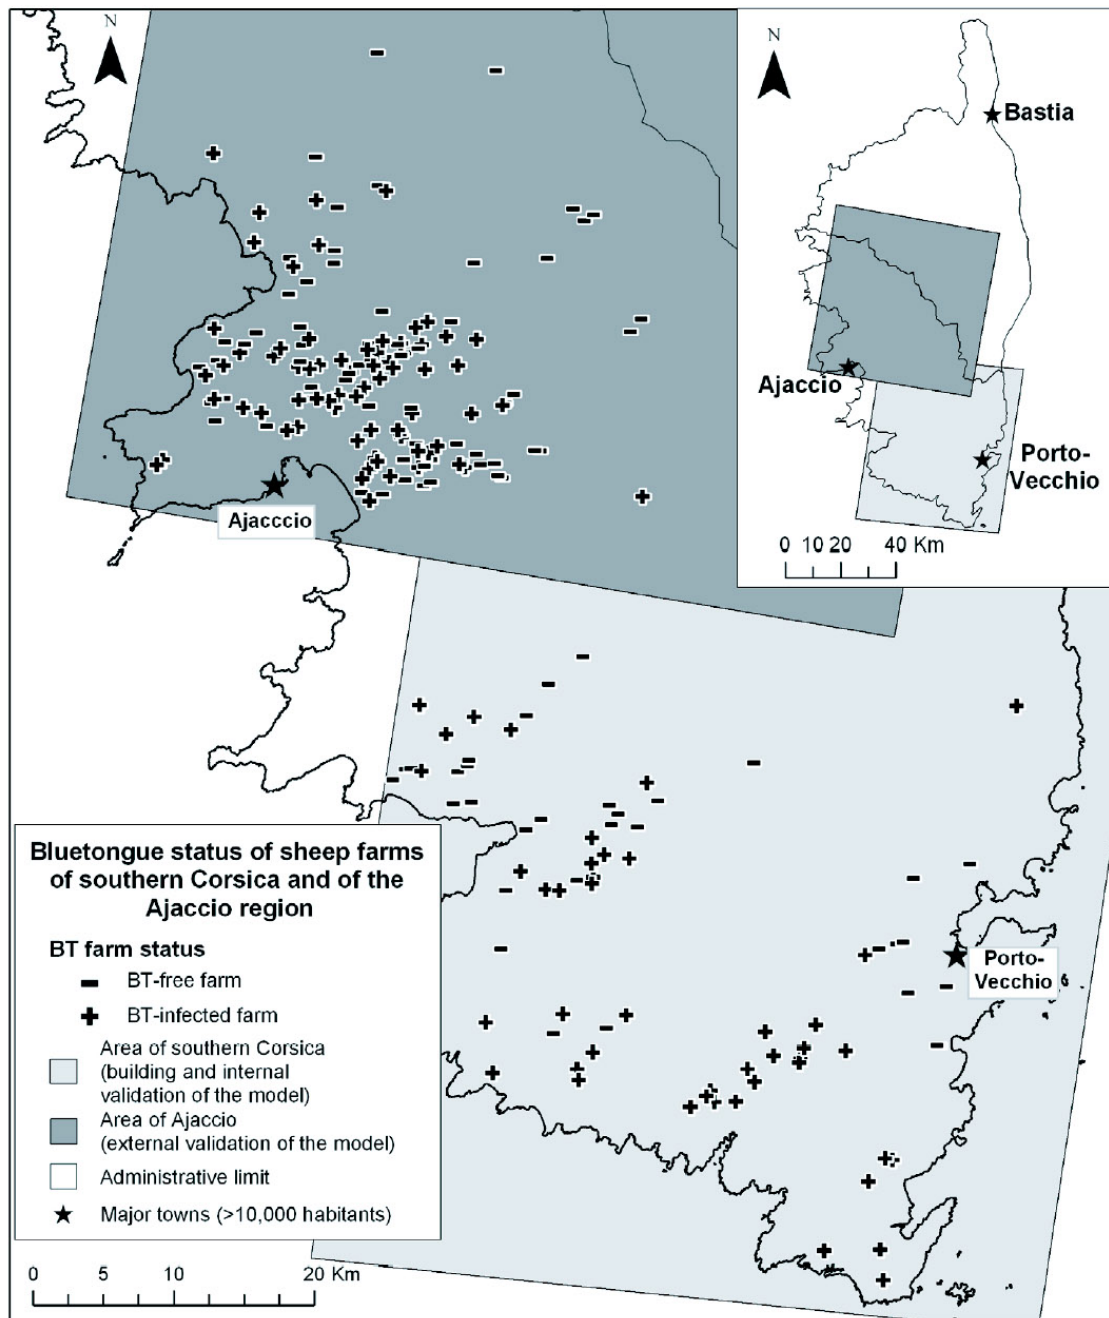 N
N
Bastia
Ajaccio
Porto-
Vecchio
0 10 20 40 Km
Ajacccio
Porto-
Vecchio
Bluetongue status of sheep farms
of southern Corsica and of the
Ajaccio region
BT farm status
BT-free farm
BT-infected farm
Area of southern Corsica
(building and internal
validation of the model)
Area of Ajaccio
(external validation of the model)
Administrative limit
Major towns (>10,000 habitants)
0 5 10 20 Km